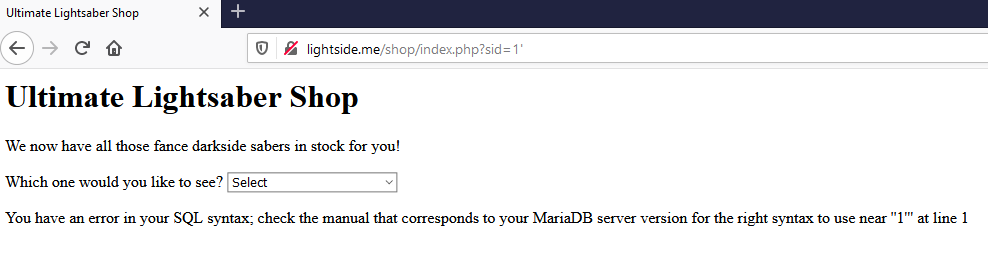 Ultimate Lightsaber Shop
lightside.me/shop/index.php?sid=1'
Ultimate Lightsaber Shop
We now have all those fance darkside sabers in stock for you!
Which one would you like to see? Select
You have an error in your SQL syntax; check the manual that corresponds to your MariaDB server version for the right syntax to use near ''1'' at line 1